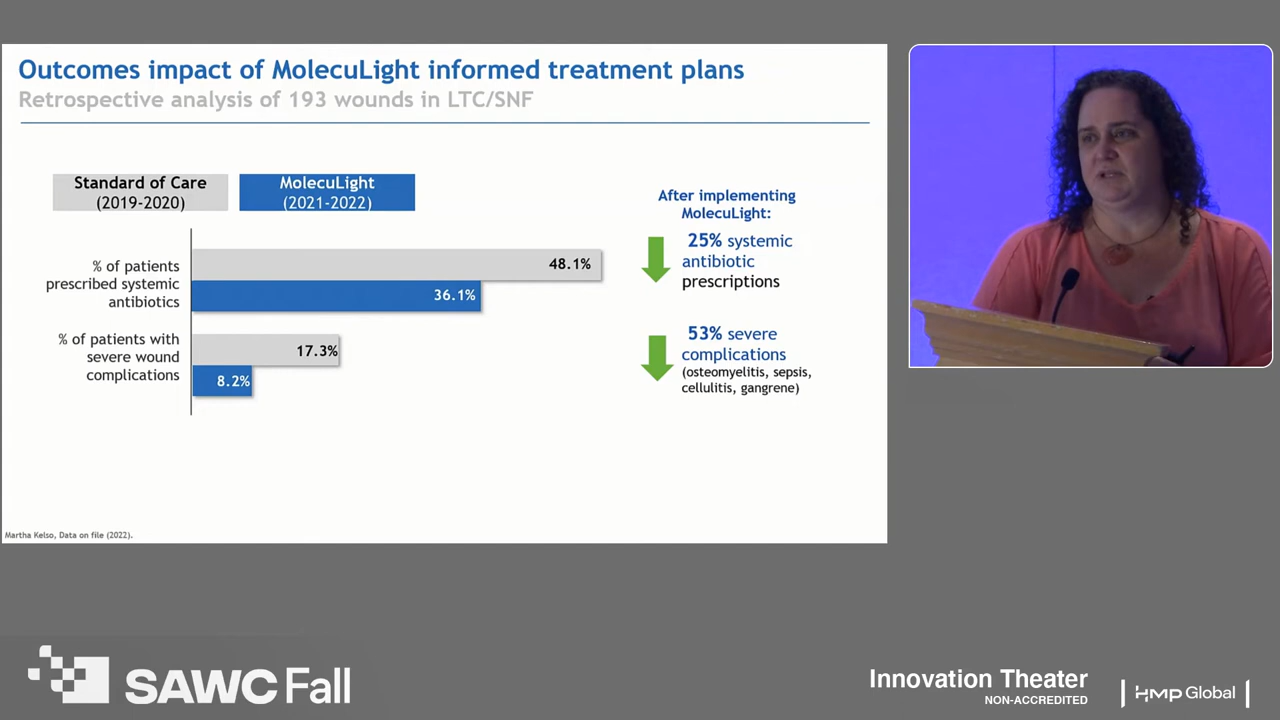 Outcomes impact of MolecuLight informed treatment plans
Retrospective analysis of 193 wounds in LTC/SNF
Standard of Care
(2019-2020)
MolecuLight
(2021-2022)
% of patients
prescribed systemic
antibiotics
48.1%
36.1%
% of patients with
severe wound
complications
17.3%
8.2%
After implementing
MolecuLight:
25% systemic
antibiotic
prescriptions
53% severe
complications
(osteomyelitis, sepsis,
cellulitis, gangrene)
Martha Kelso, Data on file (2022).
SAWC Fall
Innovation Theater
NON-ACCREDITED
HMP Global